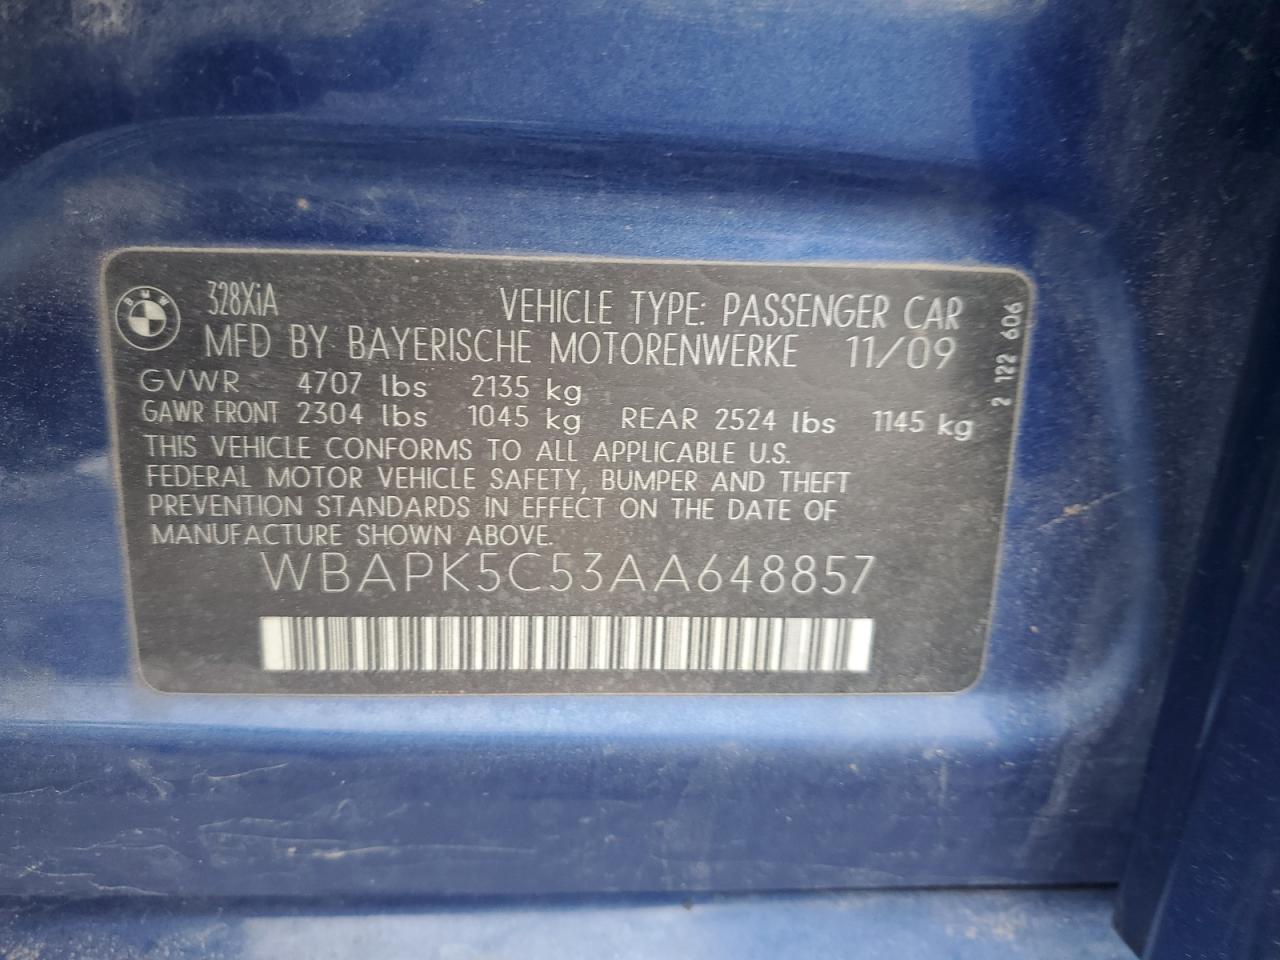 BMW
328XiA VEHICLE TYPE: PASSENGER CAR
MFD BY BAYERISCHE MOTORENWERKE 11/09
GVWR 4707 lbs 2135 kg
GAWR FRONT 2304 lbs 1045 kg REAR 2524 lbs 1145 kg
THIS VEHICLE CONFORMS TO ALL APPLICABLE U.S.
FEDERAL MOTOR VEHICLE SAFETY, BUMPER AND THEFT
PREVENTION STANDARDS IN EFFECT ON THE DATE OF
MANUFACTURE SHOWN ABOVE.
WBAPK5C53AA648857
2 122 606